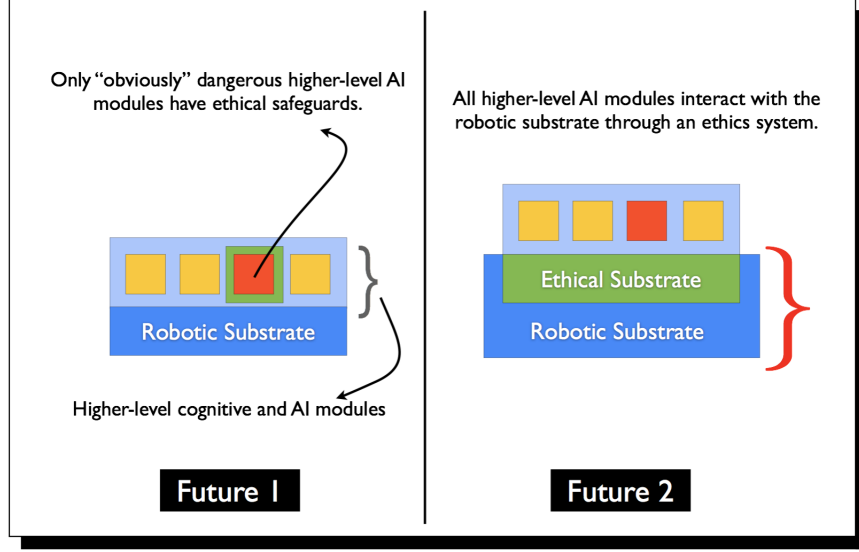 Only “obviously” dangerous higher-level AI
modules have ethical safeguards.
Robotic Substrate
Higher-level cognitive and AI modules
Future 1
All higher-level AI modules interact with the
robotic substrate through an ethics system.
Ethical Substrate
Robotic Substrate
Future 2